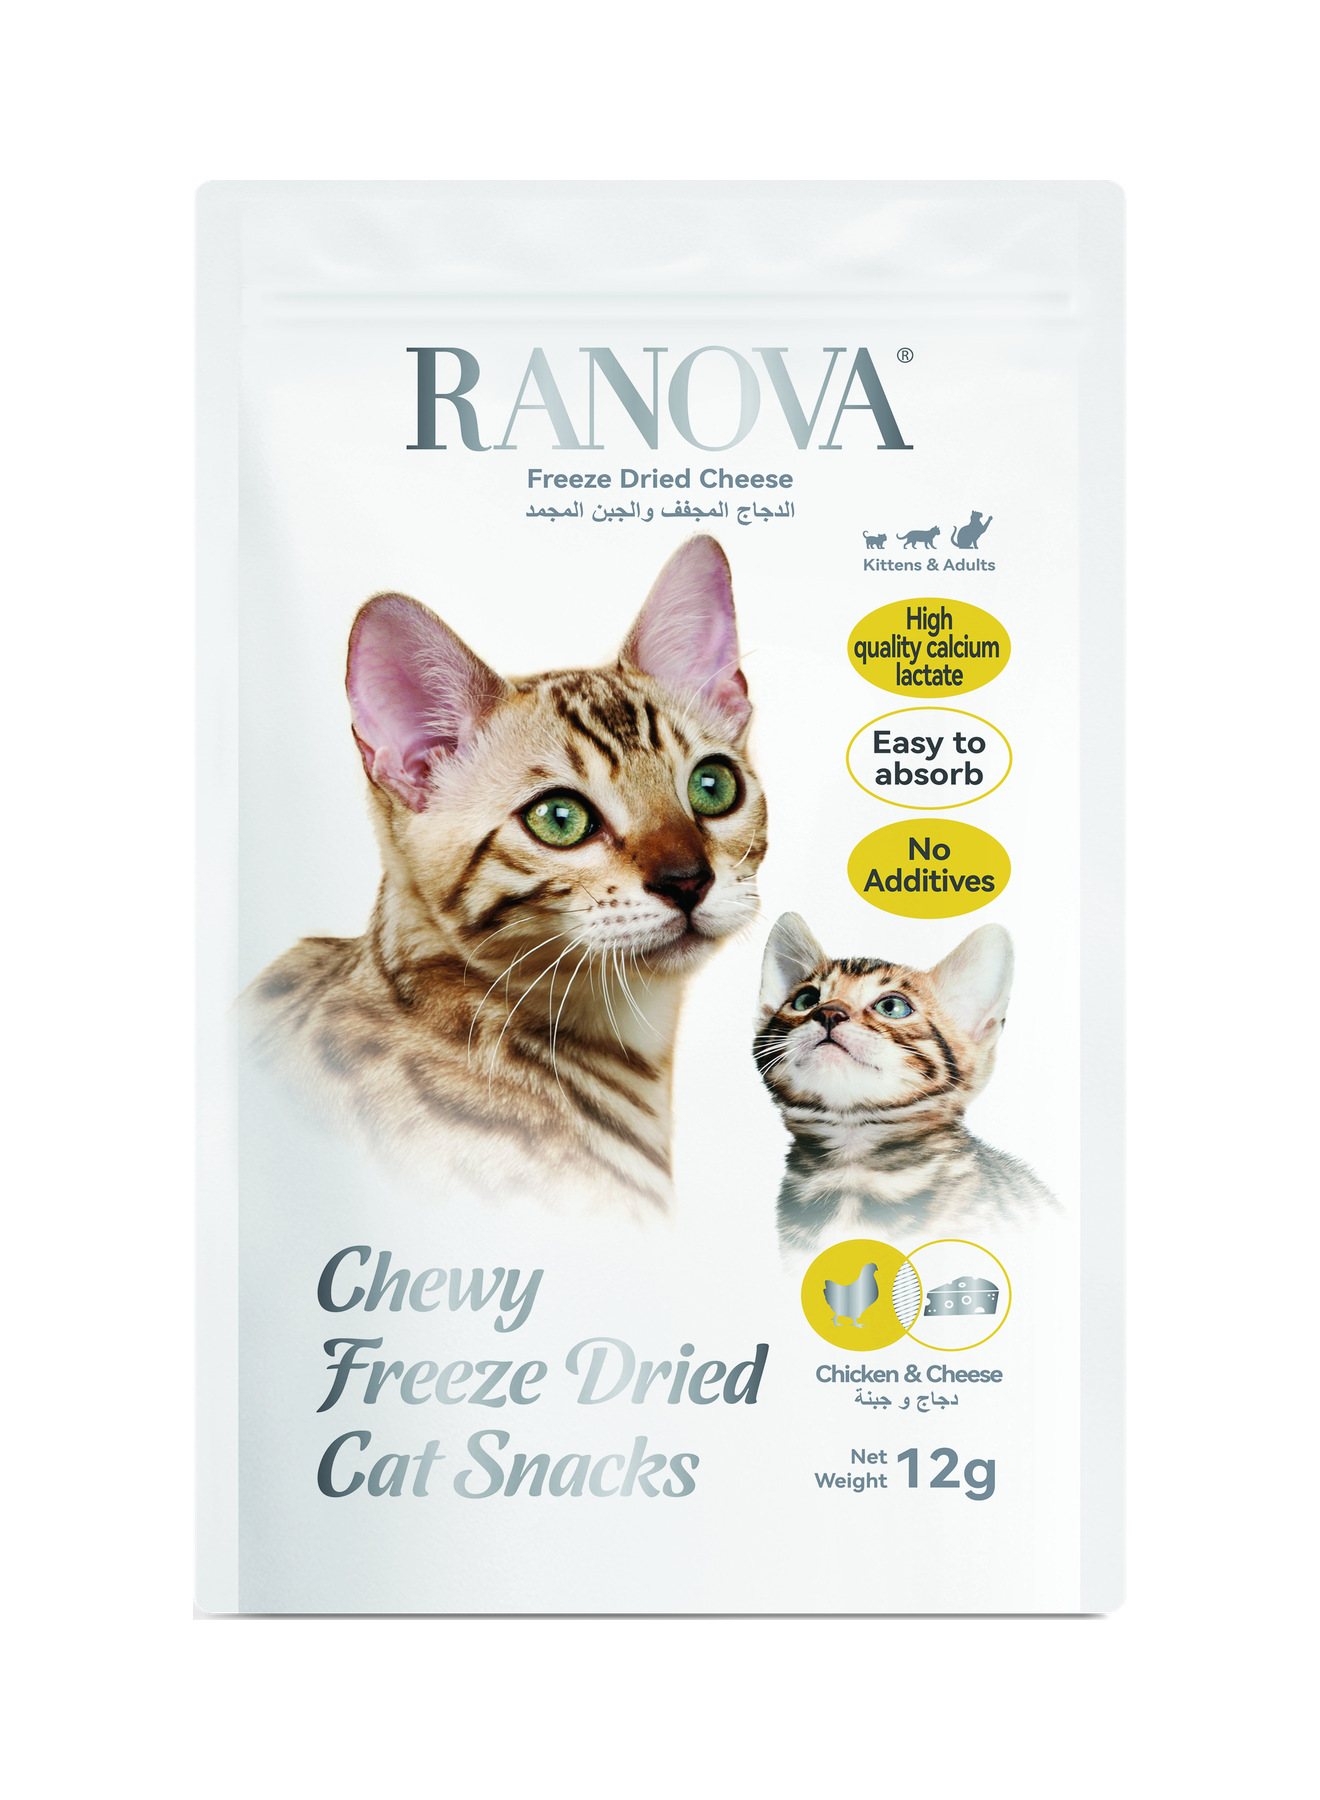 RANOVA®
Freeze Dried Cheese
الدجاج المجفف والجبن المجمد
Kittens & Adults
High
quality calcium
lactate
Easy to
absorb
No
Additives
Chewy
Freeze Dried
Cat Snacks
Chicken & Cheese
دجاج و جبنة
Net
Weight 12g